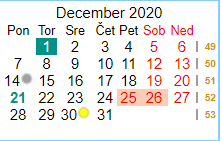 December 2020
Pon Tor Sre Čet Pet Sob Ned
1 2 3 4 5 6 49
7 8 9 10 11 12 13 50
14 15 16 17 18 19 20 51
21 22 23 24 25 26 27 52
28 29 30 31 53